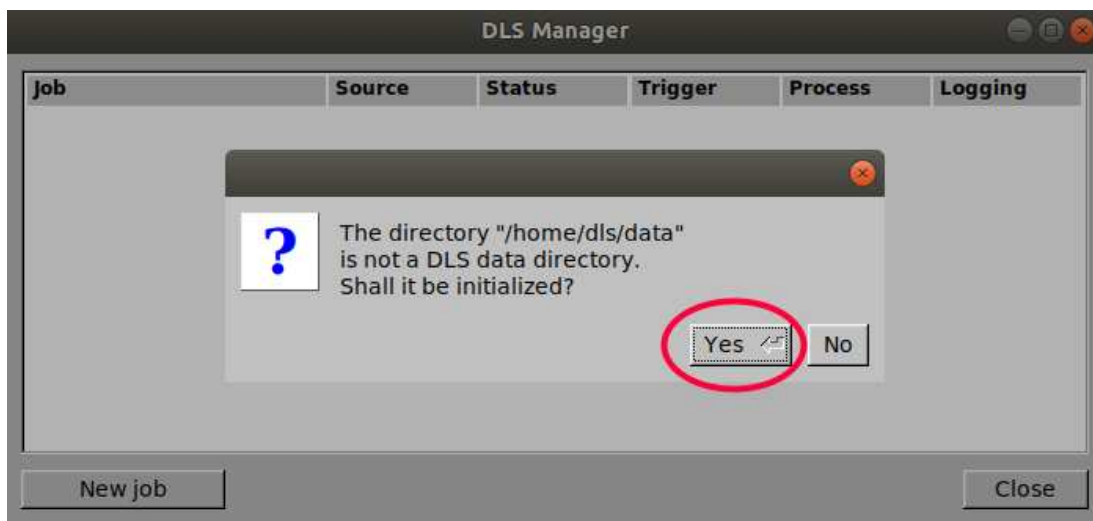 DLS Manager
Job Source Status Trigger Process Logging
?
The directory "/home/dls/data"
is not a DLS data directory.
Shall it be initialized?
Yes No
New job Close